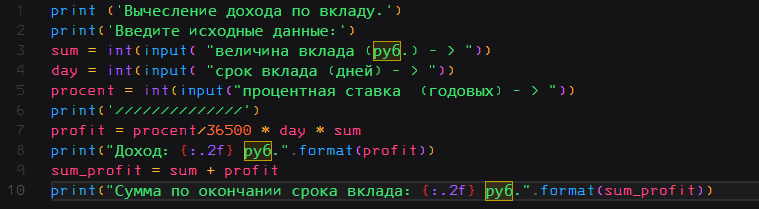 1 print ('Вычесление дохода по вкладу.')
2 print('Введите исходные данные:')
3 sum = int(input( "величина вклада (руб.) - > "))
4 day = int(input( "срок вклада (дней) - > "))
5 procent = int(input("процентная ставка  (годовых) - > "))
6 print('//////////////')
7 profit = procent/36500 * day * sum
8 print("Доход: {:.2f} руб.".format(profit))
9 sum_profit = sum + profit
10 print("Сумма по окончании срока вклада: {:.2f} руб.".format(sum_profit))